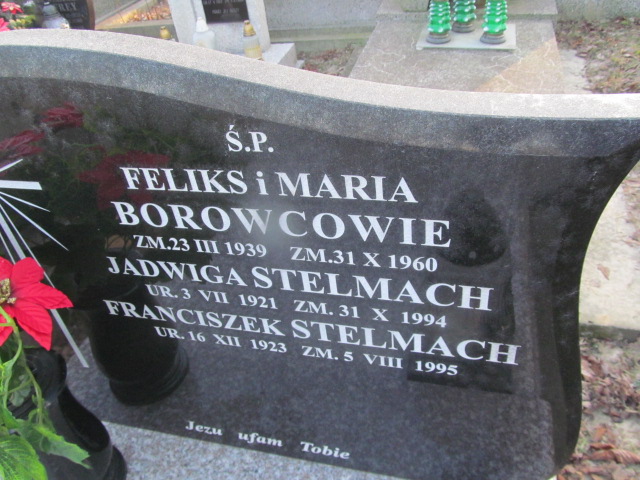 Ś.P.
FELIKS i MARIA
BOROWCOWIE
ZM.23 III 1939 ZM.31 X 1960
JADWIGA STELMACH
UR. 3 VII 1921 ZM. 31 X 1994
FRANCISZEK STELMACH
UR. 16 XII 1923 ZM. 5 VIII 1995
Jezu ufam Tobie